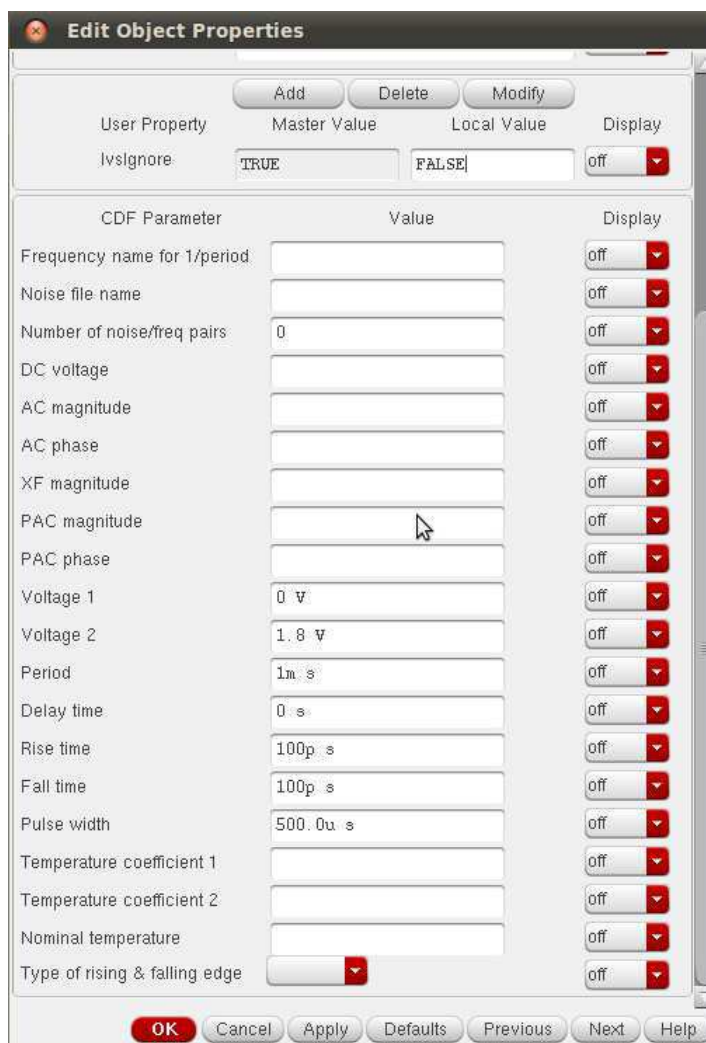 Edit Object Properties
Add Delete Modify
User Property Master Value Local Value Display
lvsIgnore TRUE FALSE off
CDF Parameter Value Display
Frequency name for 1/period off
Noise file name off
Number of noise/freq pairs 0 off
DC voltage off
AC magnitude off
AC phase off
XF magnitude off
PAC magnitude off
PAC phase off
Voltage 1 0 V off
Voltage 2 1.8 V off
Period 1m s off
Delay time 0 s off
Rise time 100p s off
Fall time 100p s off
Pulse width 500.0u s off
Temperature coefficient 1 off
Temperature coefficient 2 off
Nominal temperature off
Type of rising & falling edge off
OK Cancel Apply Defaults Previous Next Help